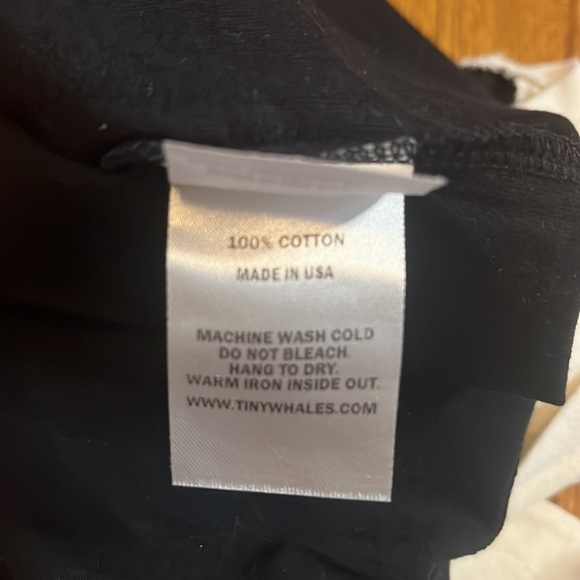 100% COTTON
MADE IN USA
MACHINE WASH COLD
DO NOT BLEACH.
HANG TO DRY.
WARM IRON INSIDE OUT.
WWW.TINYWHALES.COM